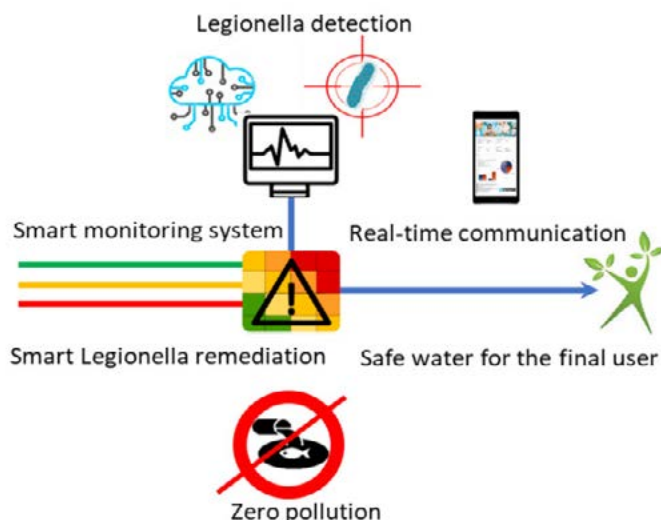 Legionella detection
Smart monitoring system
Real-time communication
Smart Legionella remediation
Safe water for the final user
Zero pollution